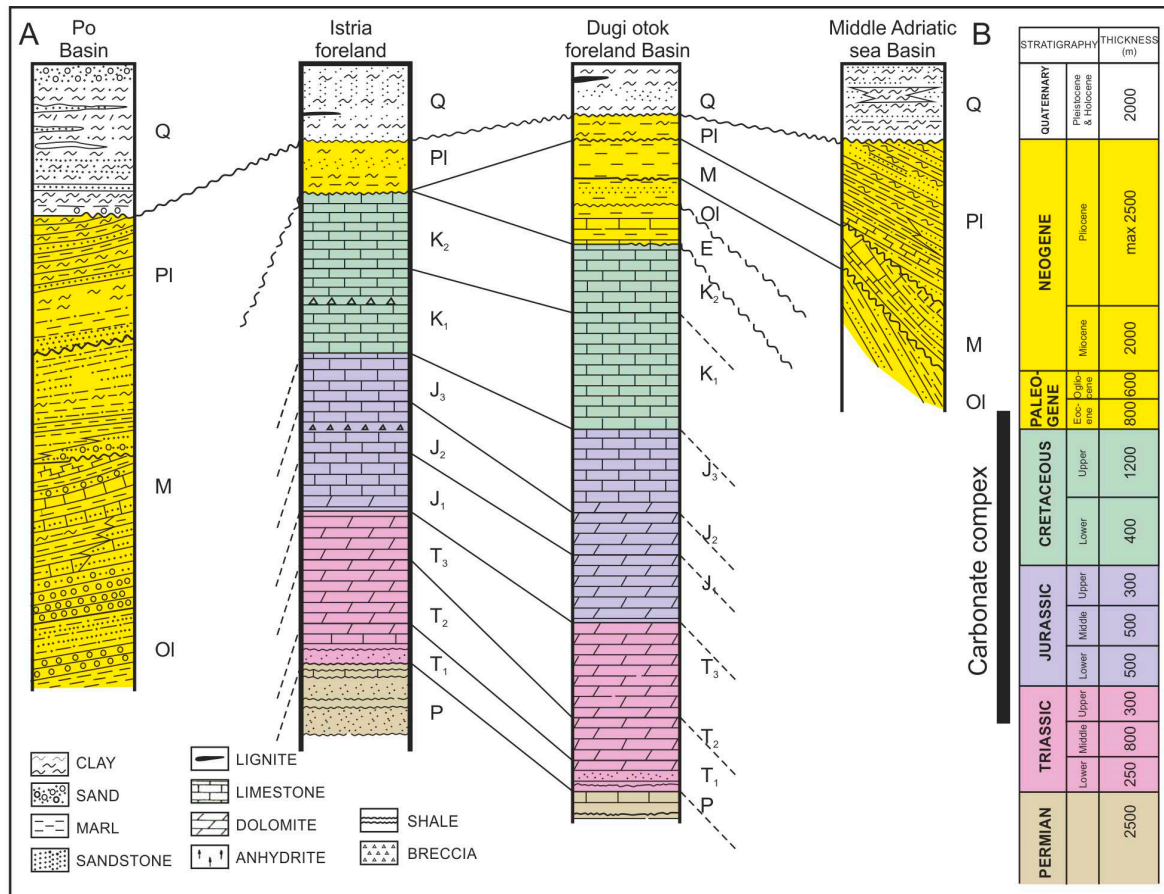 A
Po
Basin
Istria
foreland
Dugi otok
foreland Basin
Middle Adriatic
sea Basin
B
Q
Pl
M
Ol
Q
Pl
K2
K1
J3
J2
J1
T3
T2
T1
P
Q
Pl
M
Ol
E
K2
K1
J3
J2
J1
T3
T2
T1
P
Q
Pl
M
Ol
CLAY
SAND
MARL
SANDSTONE
LIGNITE
LIMESTONE
DOLOMITE
ANHYDRITE
SHALE
BRECCIA
Carbonate compex
STRATIGRAPHY
THICKNESS
(m)
QUATERNARY
Pleistocene
& Holocene
2000
NEOGENE
Pliocene
max 2500
Miocene
2000
PALEO-
GENE
Oglio-
cene
600
Eoc-
ene
800
CRETACEOUS
Upper
1200
Lower
400
JURASSIC
Upper
300
Middle
500
Lower
500
TRIASSIC
Upper
300
Middle
800
Lower
250
PERMIAN
2500